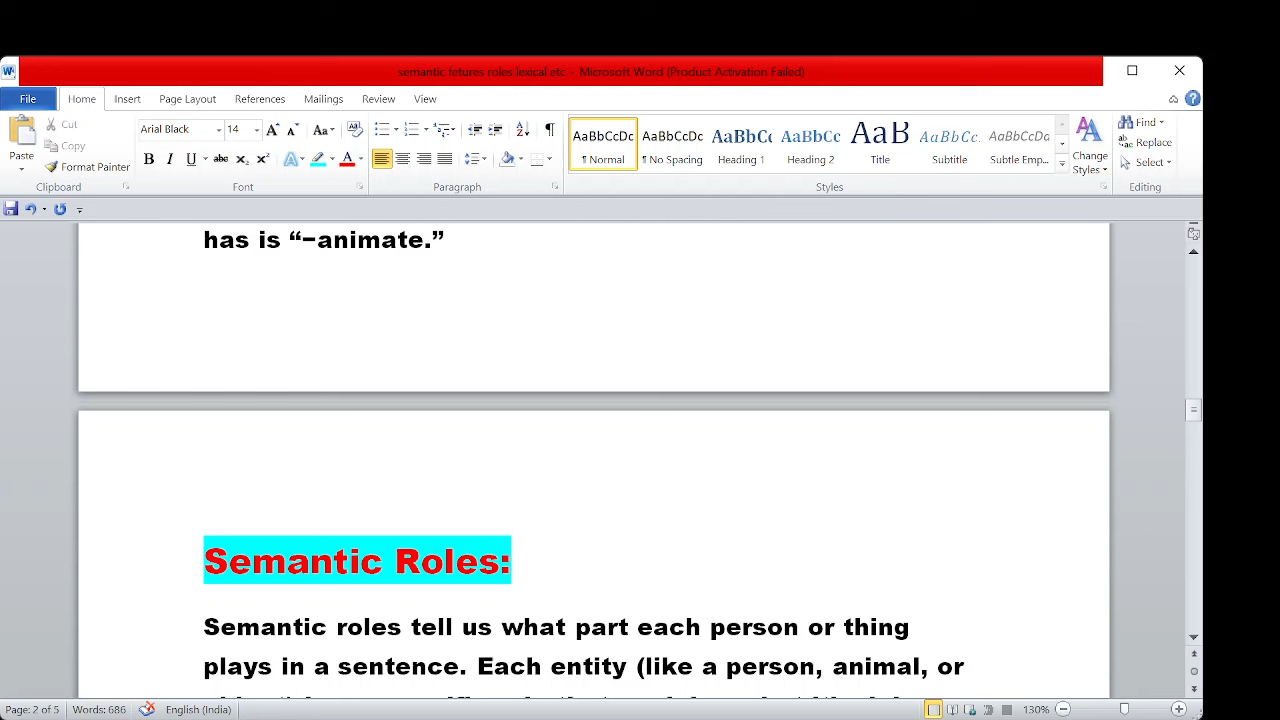 semantic fetures roles lexical etc - Microsoft Word (Product Activation Failed)
File Home Insert Page Layout References Mailings Review View
Paste
Cut
Copy
Format Painter
Clipboard
Arial Black 14
Font
Paragraph
AaBbCcDc AaBbCcDc AaBbCc AaBbCc AaB AaBbCc. AaBbCcDc
¶ Normal ¶ No Spacing Heading 1 Heading 2 Title Subtitle Subtle Emp...
Change
Styles
Styles
Find
Replace
Select
Editing
has is “−animate.”
Semantic Roles:
Semantic roles tell us what part each person or thing
plays in a sentence. Each entity (like a person, animal, or
Page: 2 of 5 Words: 686 English (India) 130%